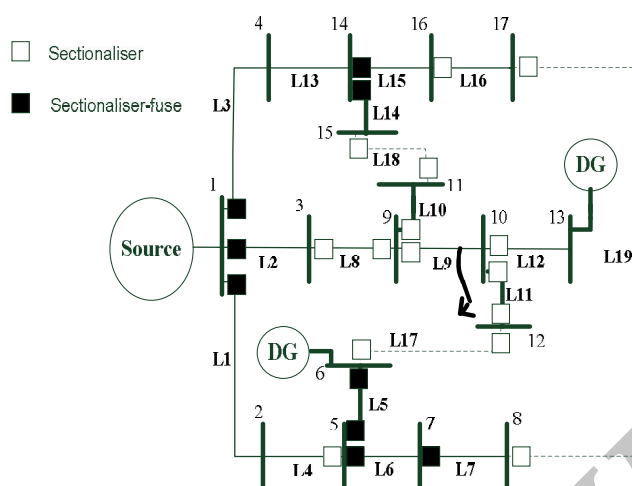 4 14 16 17
Sectionaliser
L13 L15 L16
Sectionaliser-fuse
L3 L14
15
L18
DG
1 11
3 9 L10 10 13
Source
L2 L8 L9 L12 L19
L11
L17 12
DG
L1 6
L5
2 5 7 8
L4 L6 L7